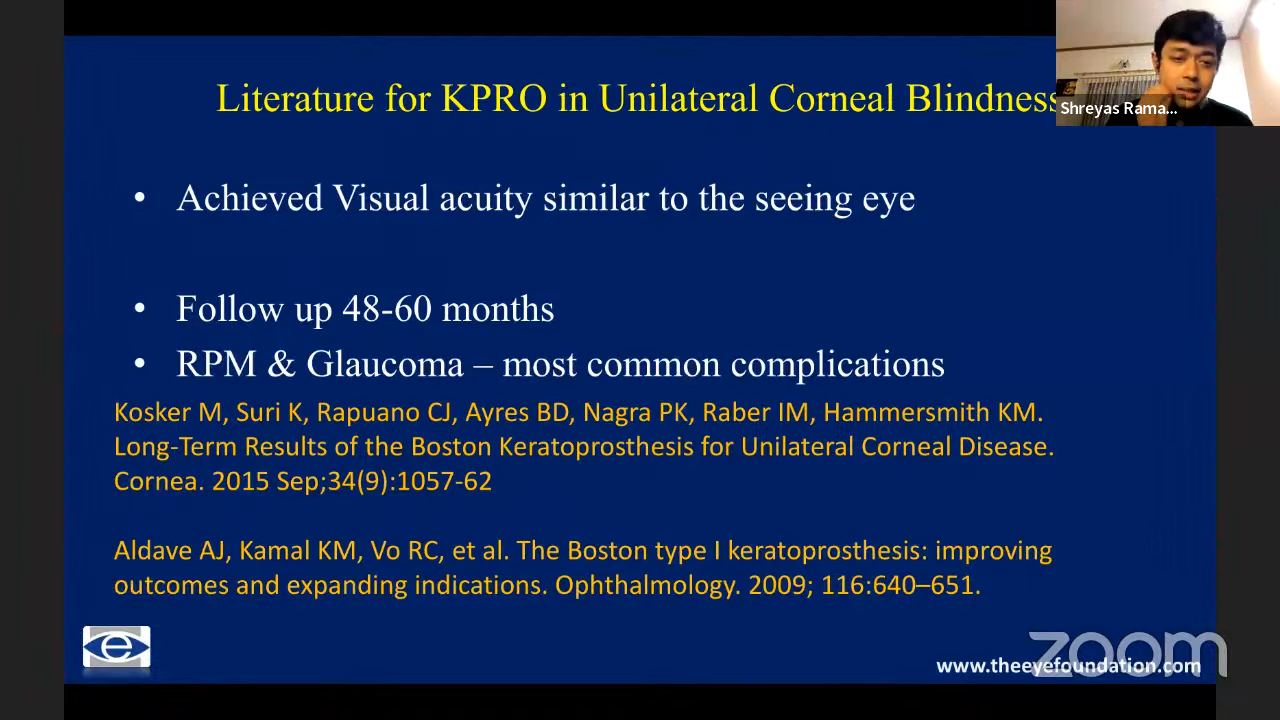 Literature for KPRO in Unilateral Corneal Blindness
Shreyas Rama...
• Achieved Visual acuity similar to the seeing eye
• Follow up 48-60 months
• RPM & Glaucoma – most common complications
Kosker M, Suri K, Rapuano CJ, Ayres BD, Nagra PK, Raber IM, Hammersmith KM.
Long-Term Results of the Boston Keratoprosthesis for Unilateral Corneal Disease.
Cornea. 2015 Sep;34(9):1057-62
Aldave AJ, Kamal KM, Vo RC, et al. The Boston type I keratoprosthesis: improving
outcomes and expanding indications. Ophthalmology. 2009; 116:640–651.
e
zoom
www.theeyefoundation.com